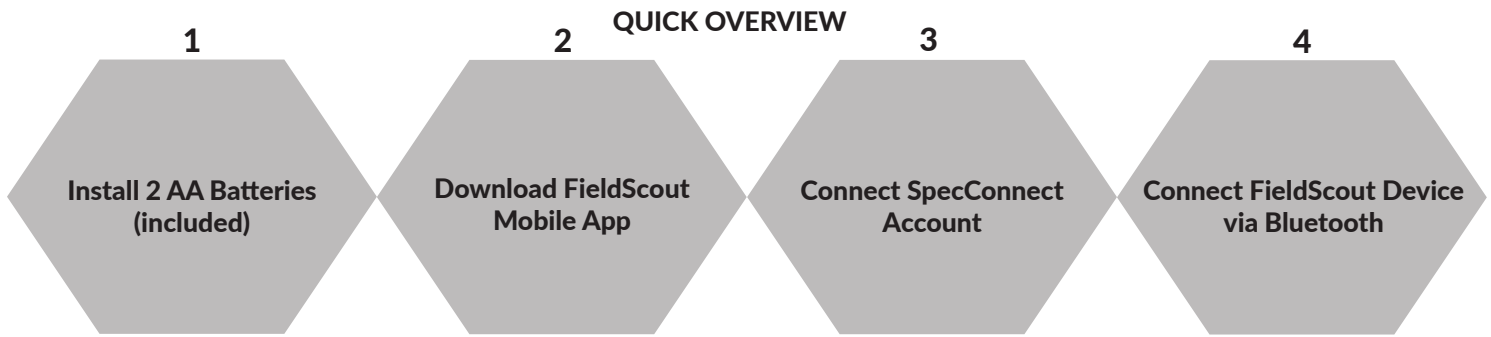 QUICK OVERVIEW
1
Install 2 AA Batteries
(included)
2
Download FieldScout
Mobile App
3
Connect SpecConnect
Account
4
Connect FieldScout Device
via Bluetooth